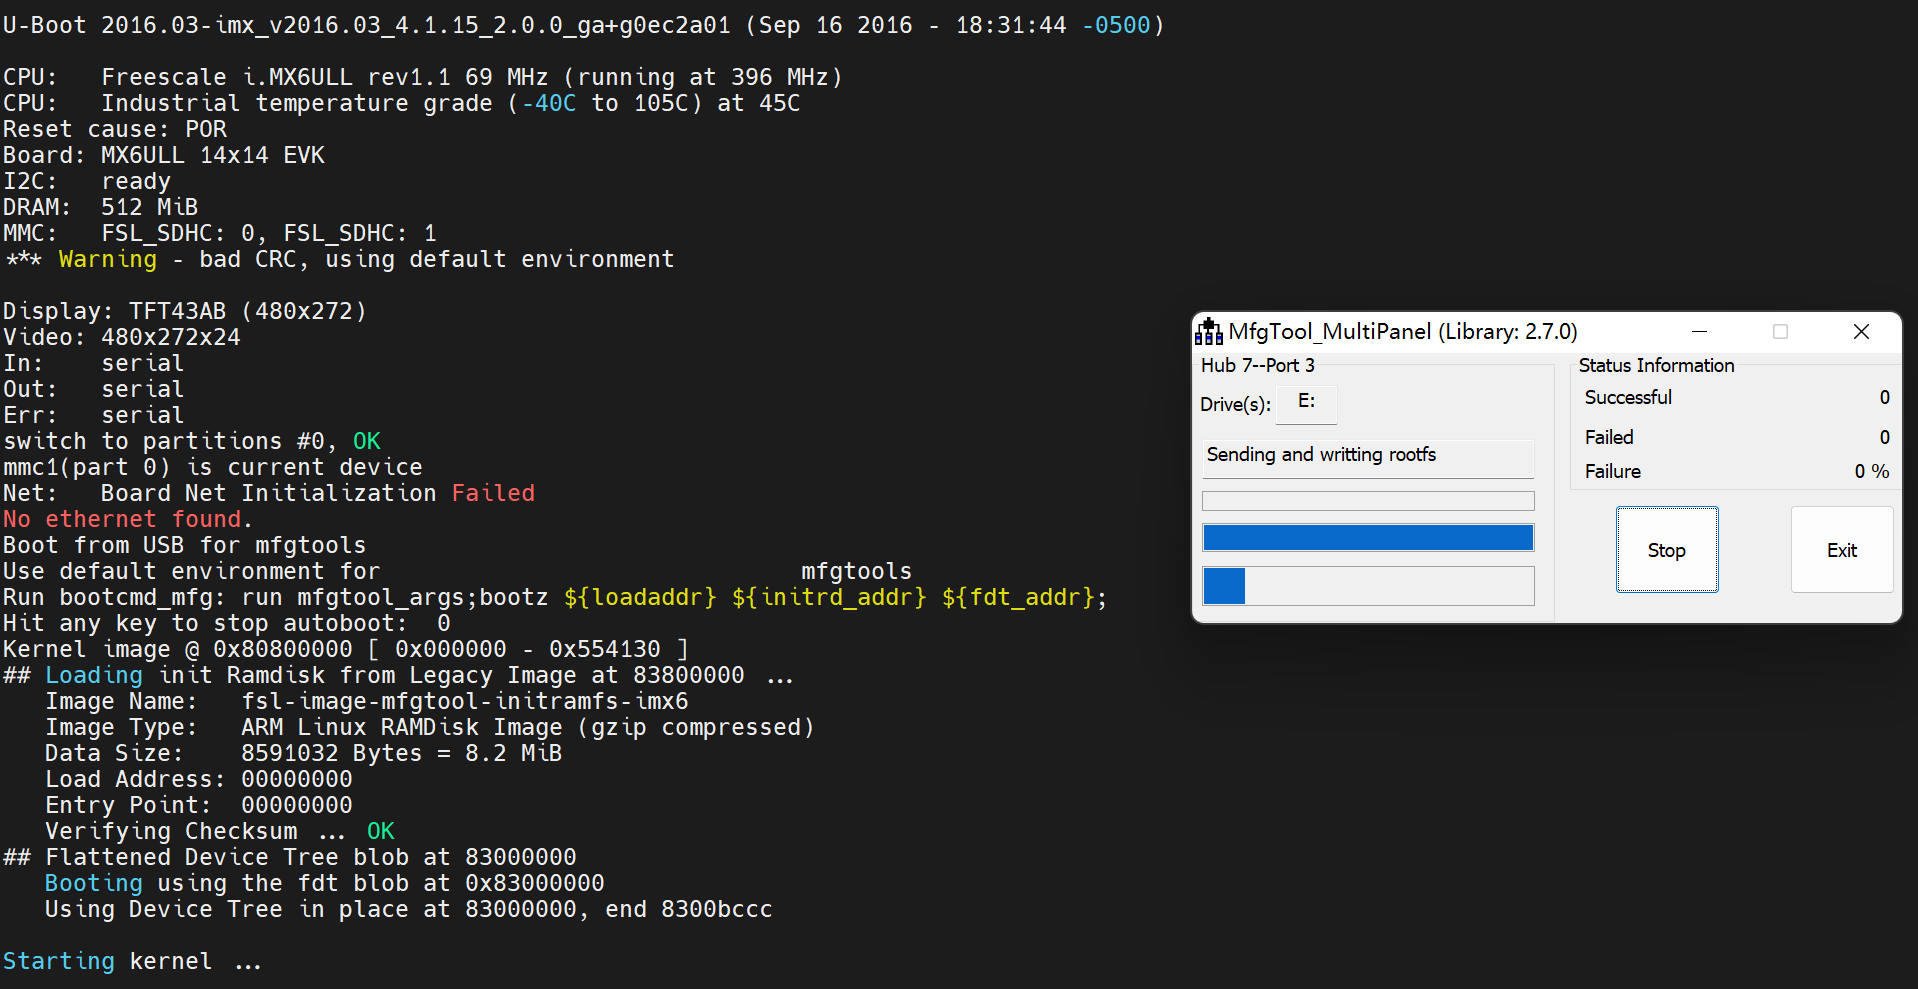 U-Boot 2016.03-imx_v2016.03_4.1.15_2.0.0_ga+g0ec2a01 (Sep 16 2016 - 18:31:44 -0500)
CPU:   Freescale i.MX6ULL rev1.1 69 MHz (running at 396 MHz)
CPU:   Industrial temperature grade (-40C to 105C) at 45C
Reset cause: POR
Board: MX6ULL 14x14 EVK
I2C:   ready
DRAM:  512 MiB
MMC:   FSL_SDHC: 0, FSL_SDHC: 1
*** Warning - bad CRC, using default environment
Display: TFT43AB (480x272)
Video: 480x272x24
In:    serial
Out:   serial
Err:   serial
switch to partitions #0, OK
mmc1(part 0) is current device
Net:   Board Net Initialization Failed
No ethernet found.
Boot from USB for mfgtools
Use default environment for                              mfgtools
Run bootcmd_mfg: run mfgtool_args;bootz ${loadaddr} ${initrd_addr} ${fdt_addr};
Hit any key to stop autoboot:  0
Kernel image @ 0x80800000 [ 0x000000 - 0x554130 ]
## Loading init Ramdisk from Legacy Image at 83800000 ...
   Image Name:   fsl-image-mfgtool-initramfs-imx6
   Image Type:   ARM Linux RAMDisk Image (gzip compressed)
   Data Size:    8591032 Bytes = 8.2 MiB
   Load Address: 00000000
   Entry Point:  00000000
   Verifying Checksum ... OK
## Flattened Device Tree blob at 83000000
   Booting using the fdt blob at 0x83000000
   Using Device Tree in place at 83000000, end 8300bccc
Starting kernel ...
MfgTool_MultiPanel (Library: 2.7.0)
Hub 7--Port 3
Drive(s): E:
Sending and writting rootfs
Status Information
Successful 0
Failed 0
Failure 0 %
Stop
Exit